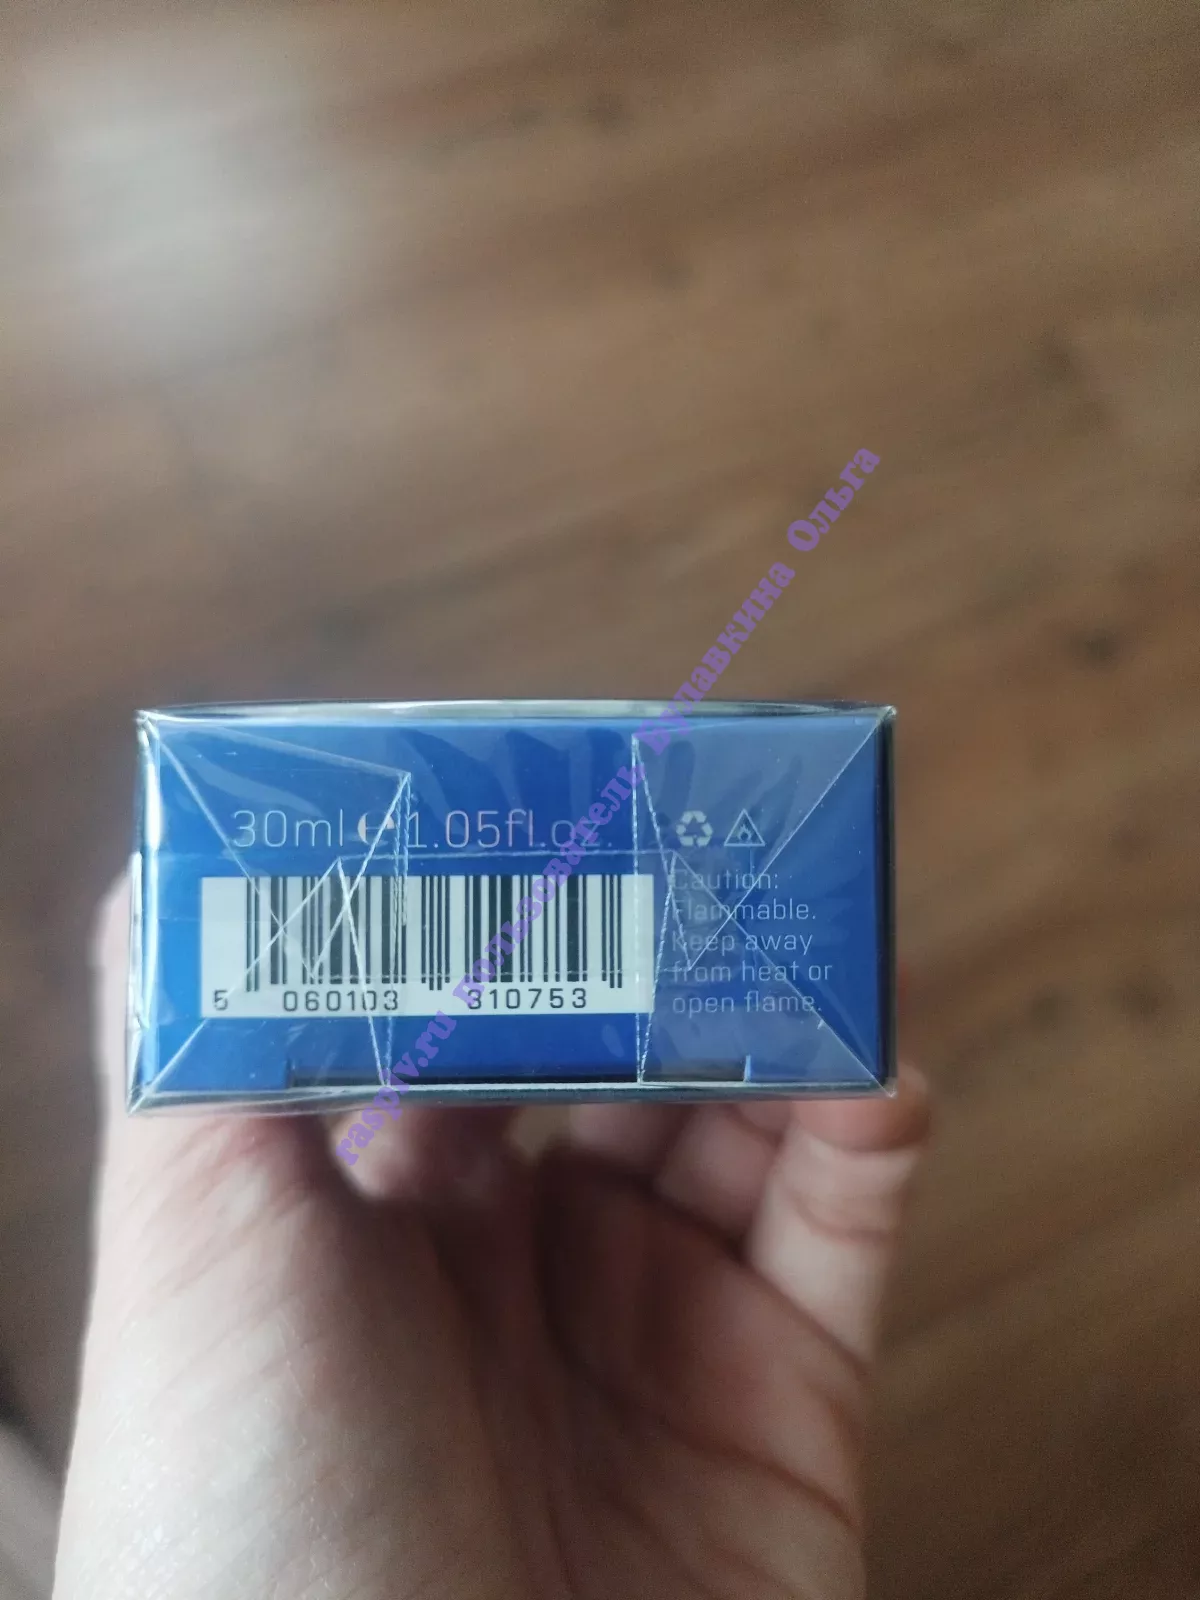 30ml e 1.05fl.oz.
Caution:
Flammable.
Keep away
from heat or
open flame.
5 060103 310753
raspiv.ru пользователь Булавкина Ольга